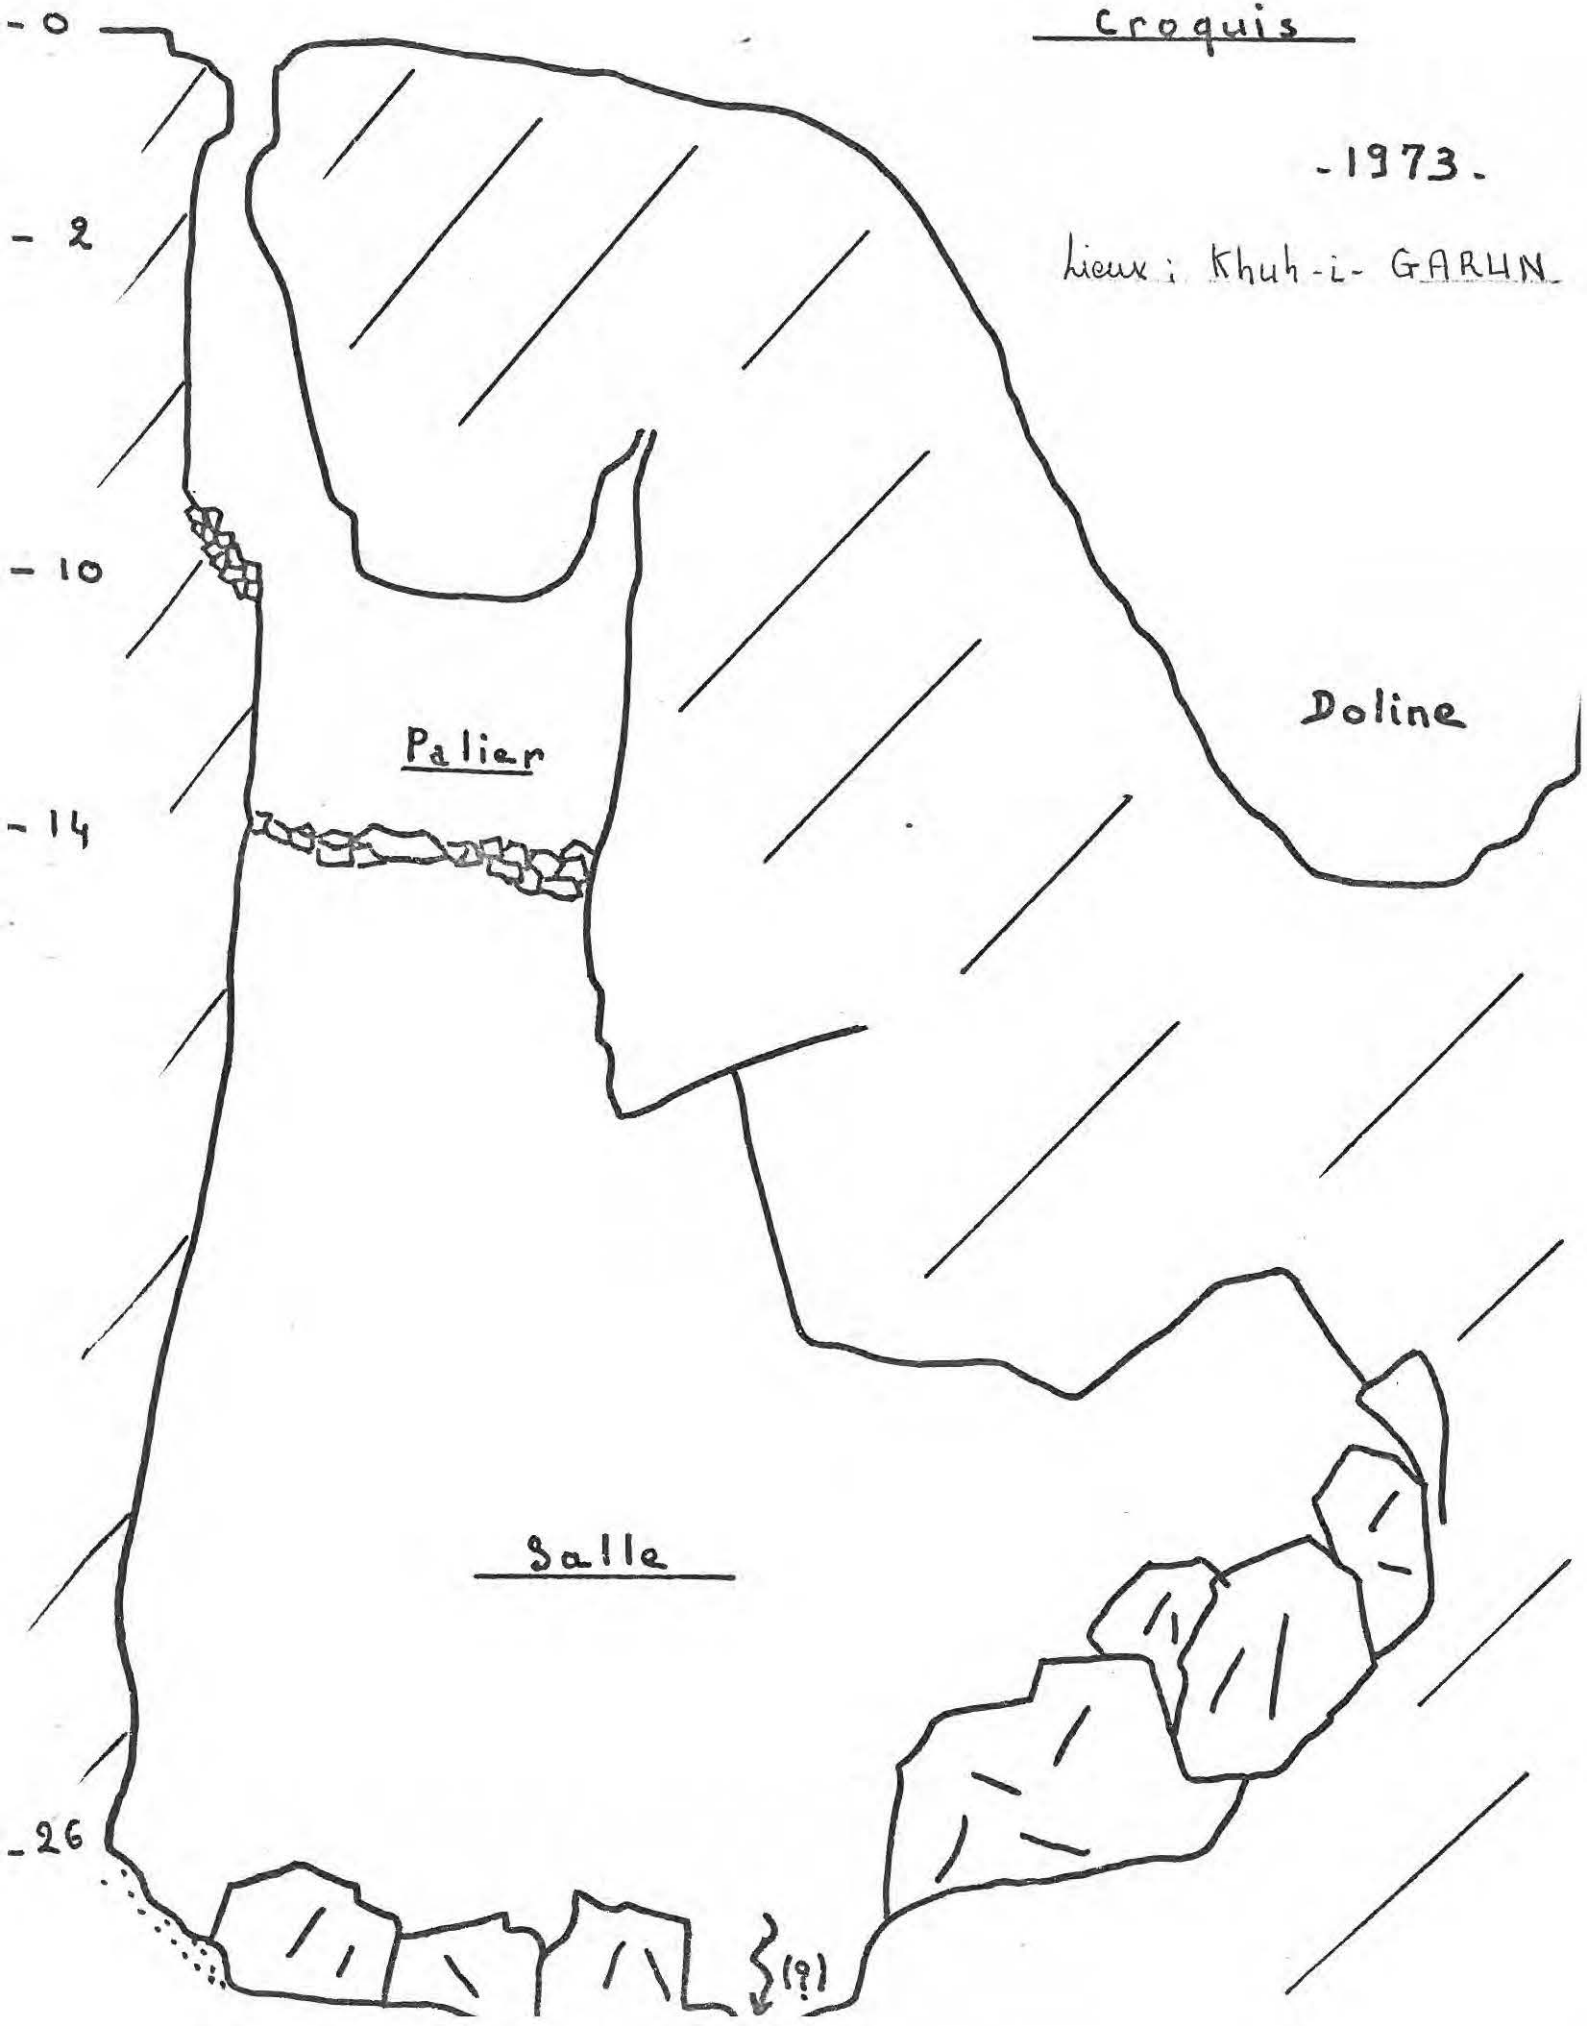 Croquis
- 0
- 1973 -
- 2
Lieux : Khuh-i- GARUN
- 10
Doline
Palier
- 14
Salle
- 26
(?)